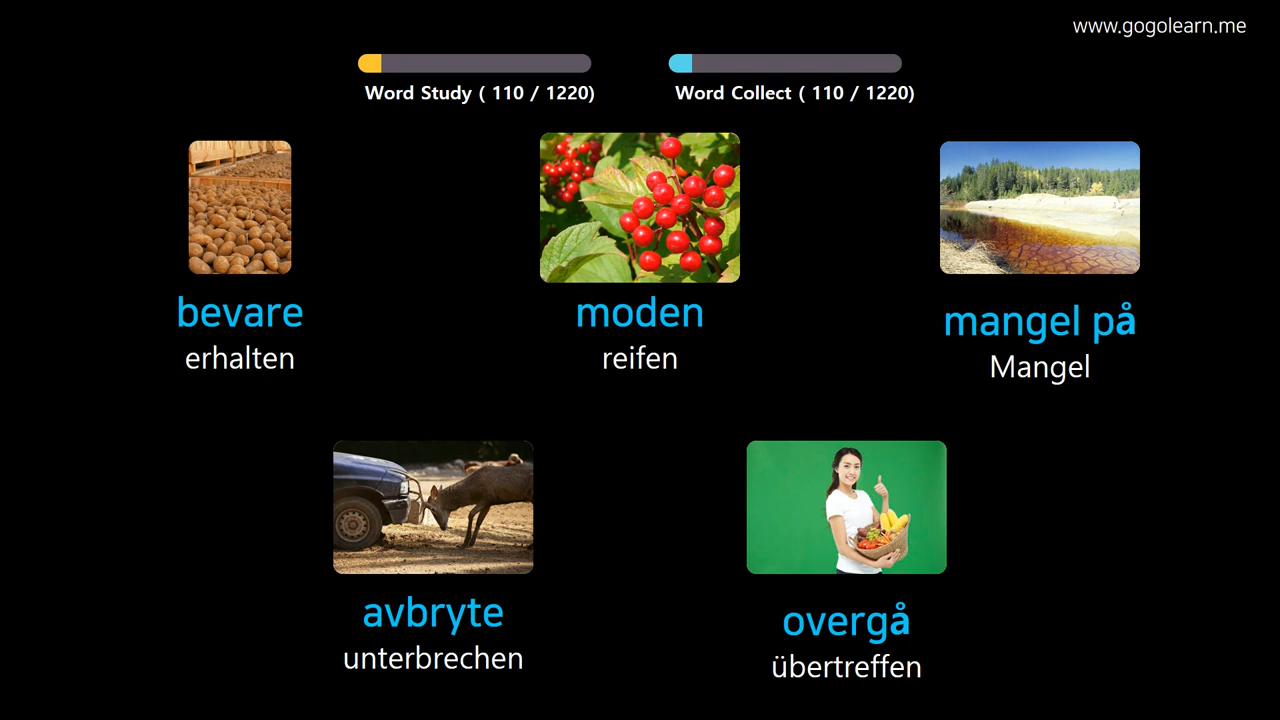 www.gogolearn.me
Word Study ( 110 / 1220)
Word Collect ( 110 / 1220)
bevare
erhalten
moden
reifen
mangel på
Mangel
avbryte
unterbrechen
overgå
übertreffen